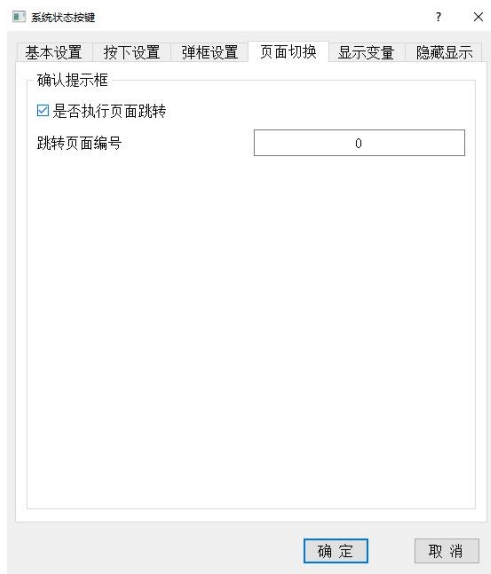 系统状态按键 ? ×
基本设置 按下设置 弹框设置 页面切换 显示变量 隐藏显示
确认提示框
是否执行页面跳转
跳转页面编号 0
确 定 取 消